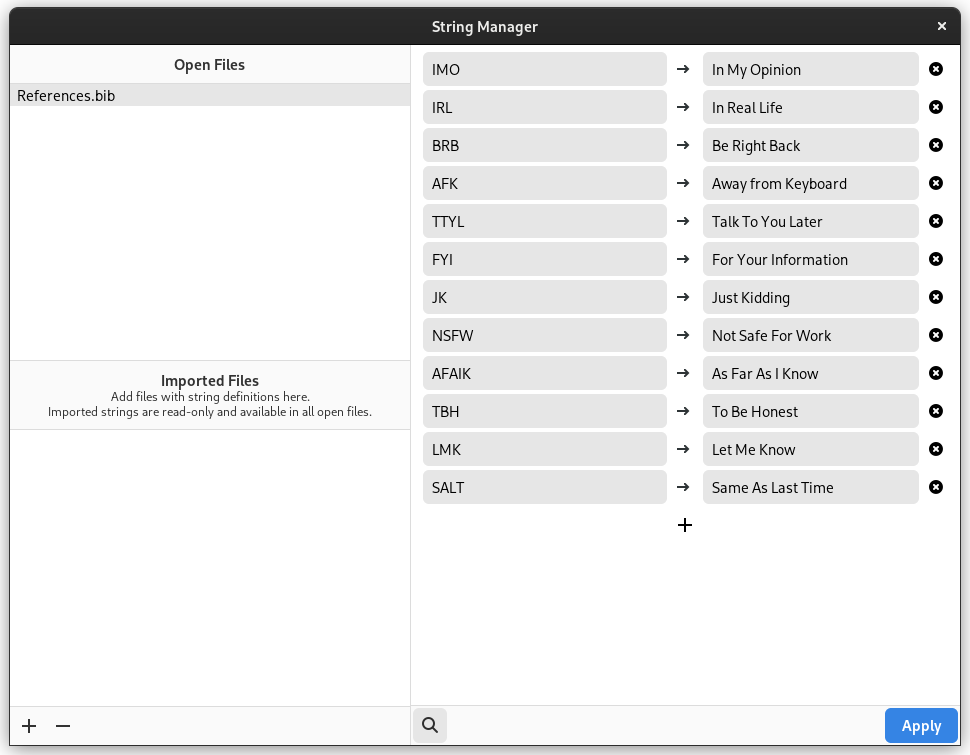 String Manager
Open Files
References.bib
Imported Files
Add files with string definitions here.
Imported strings are read-only and available in all open files.
IMO → In My Opinion
IRL → In Real Life
BRB → Be Right Back
AFK → Away from Keyboard
TTYL → Talk To You Later
FYI → For Your Information
JK → Just Kidding
NSFW → Not Safe For Work
AFAIK → As Far As I Know
TBH → To Be Honest
LMK → Let Me Know
SALT → Same As Last Time
Apply